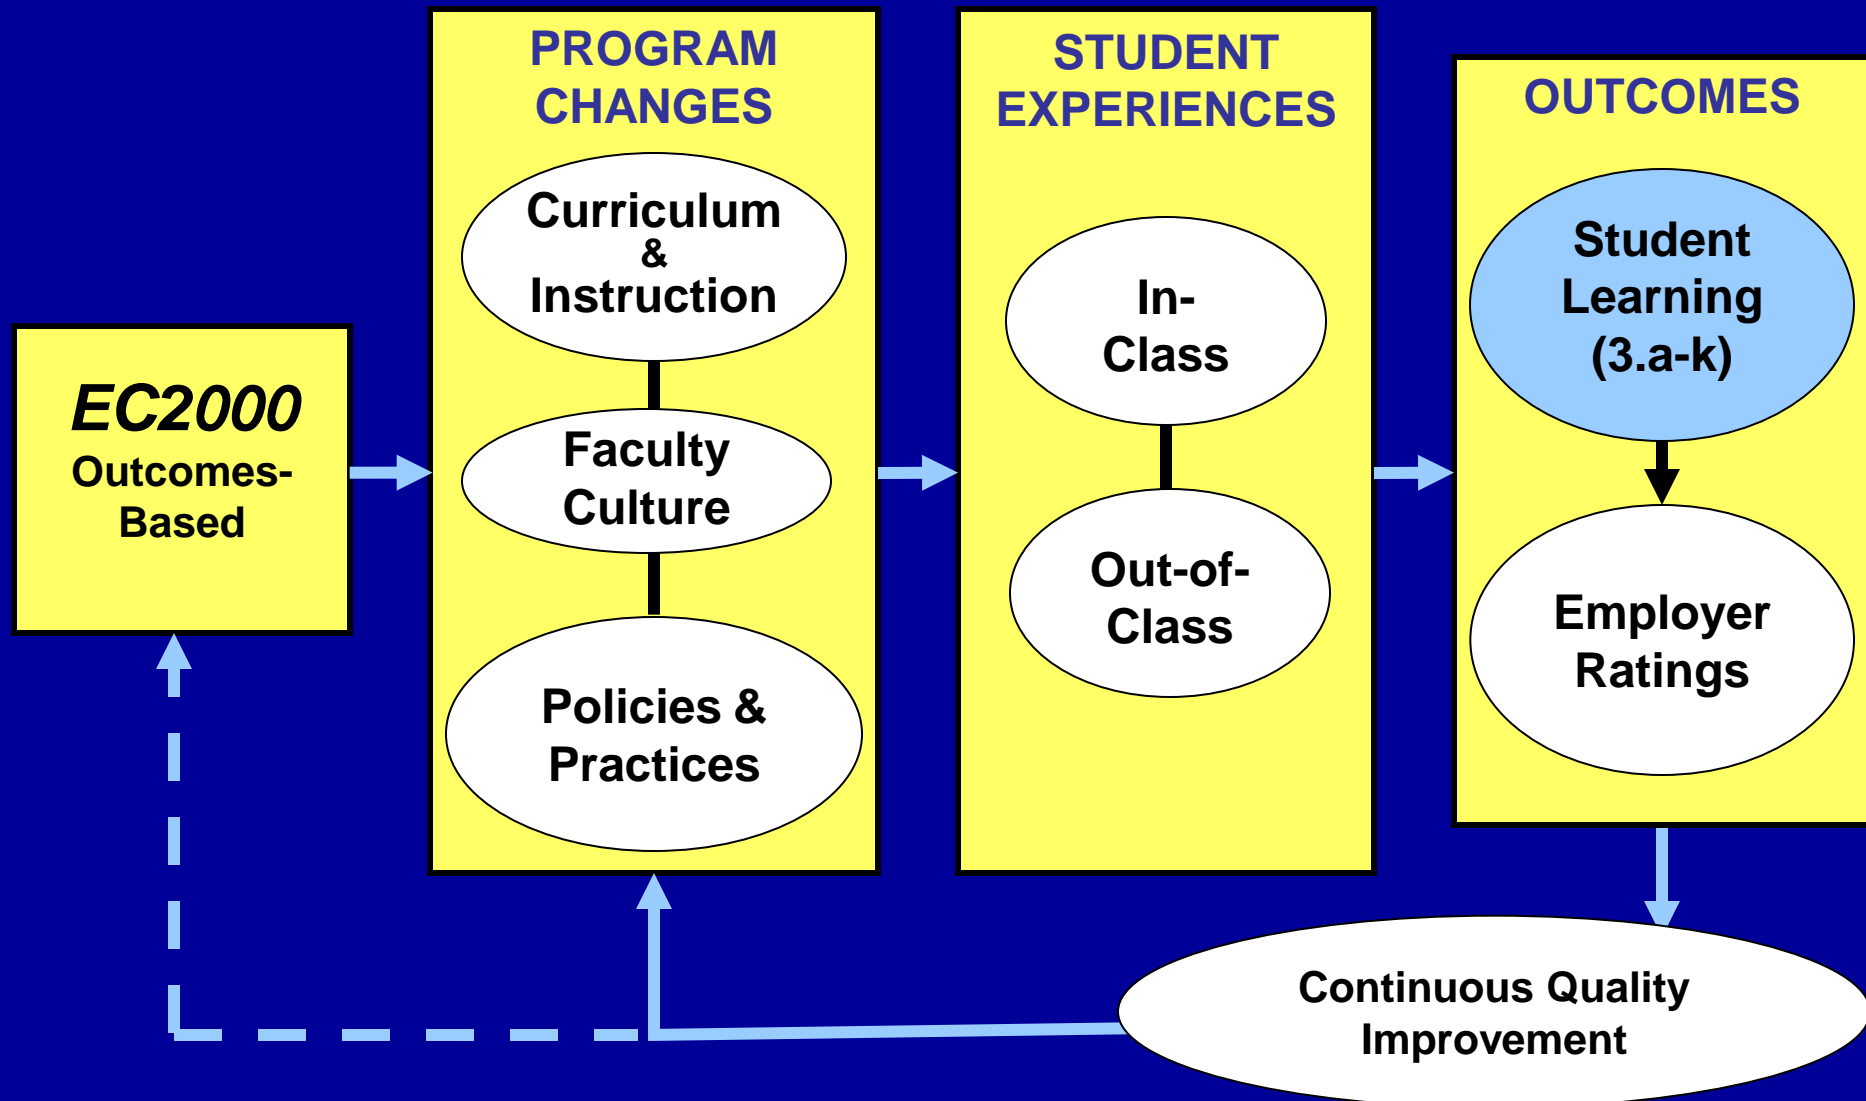 EC2000
Outcomes-
Based
PROGRAM
CHANGES
Curriculum
&
Instruction
Faculty
Culture
Policies &
Practices
STUDENT
EXPERIENCES
In-
Class
Out-of-
Class
OUTCOMES
Student
Learning
(3.a-k)
Employer
Ratings
Continuous Quality
Improvement